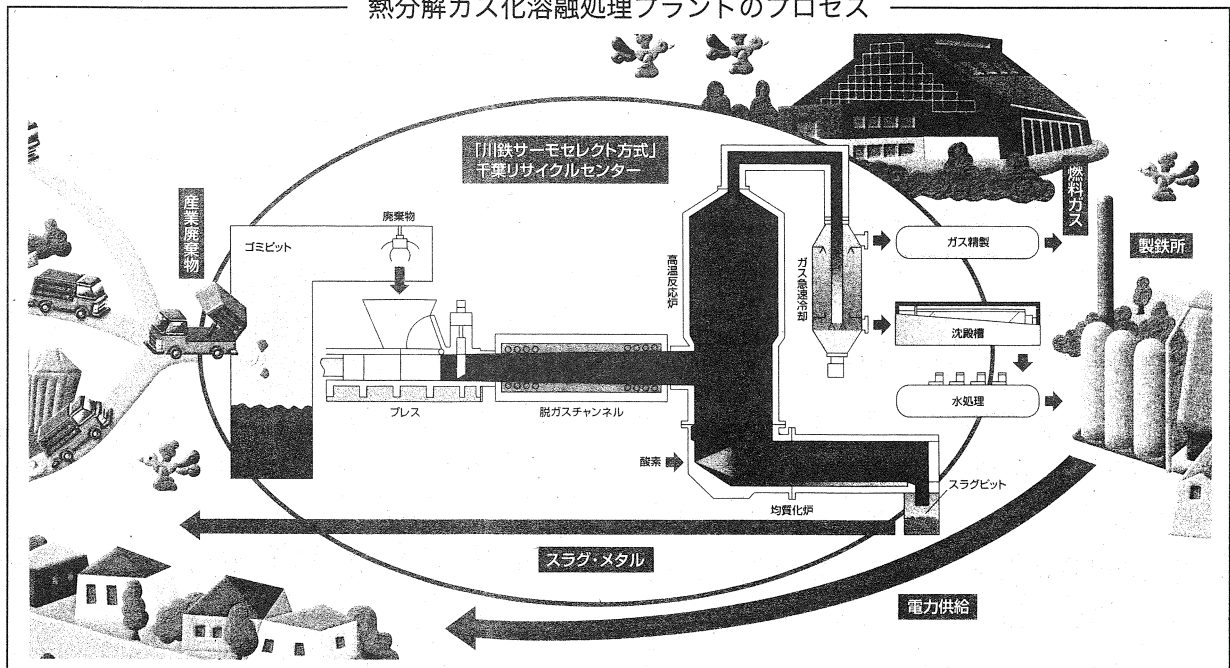 熱分解ガス化溶融処理プラントのプロセス
「川鉄サーモセレクト方式」
千葉リサイクルセンター
産業廃棄物
ゴミピット
廃棄物
プレス
脱ガスチャンネル
高温反応炉
ガス急速冷却
ガス精製
沈殿槽
水処理
燃料ガス
製鉄所
酸素
均質化炉
スラグピット
スラグ・メタル
電力供給